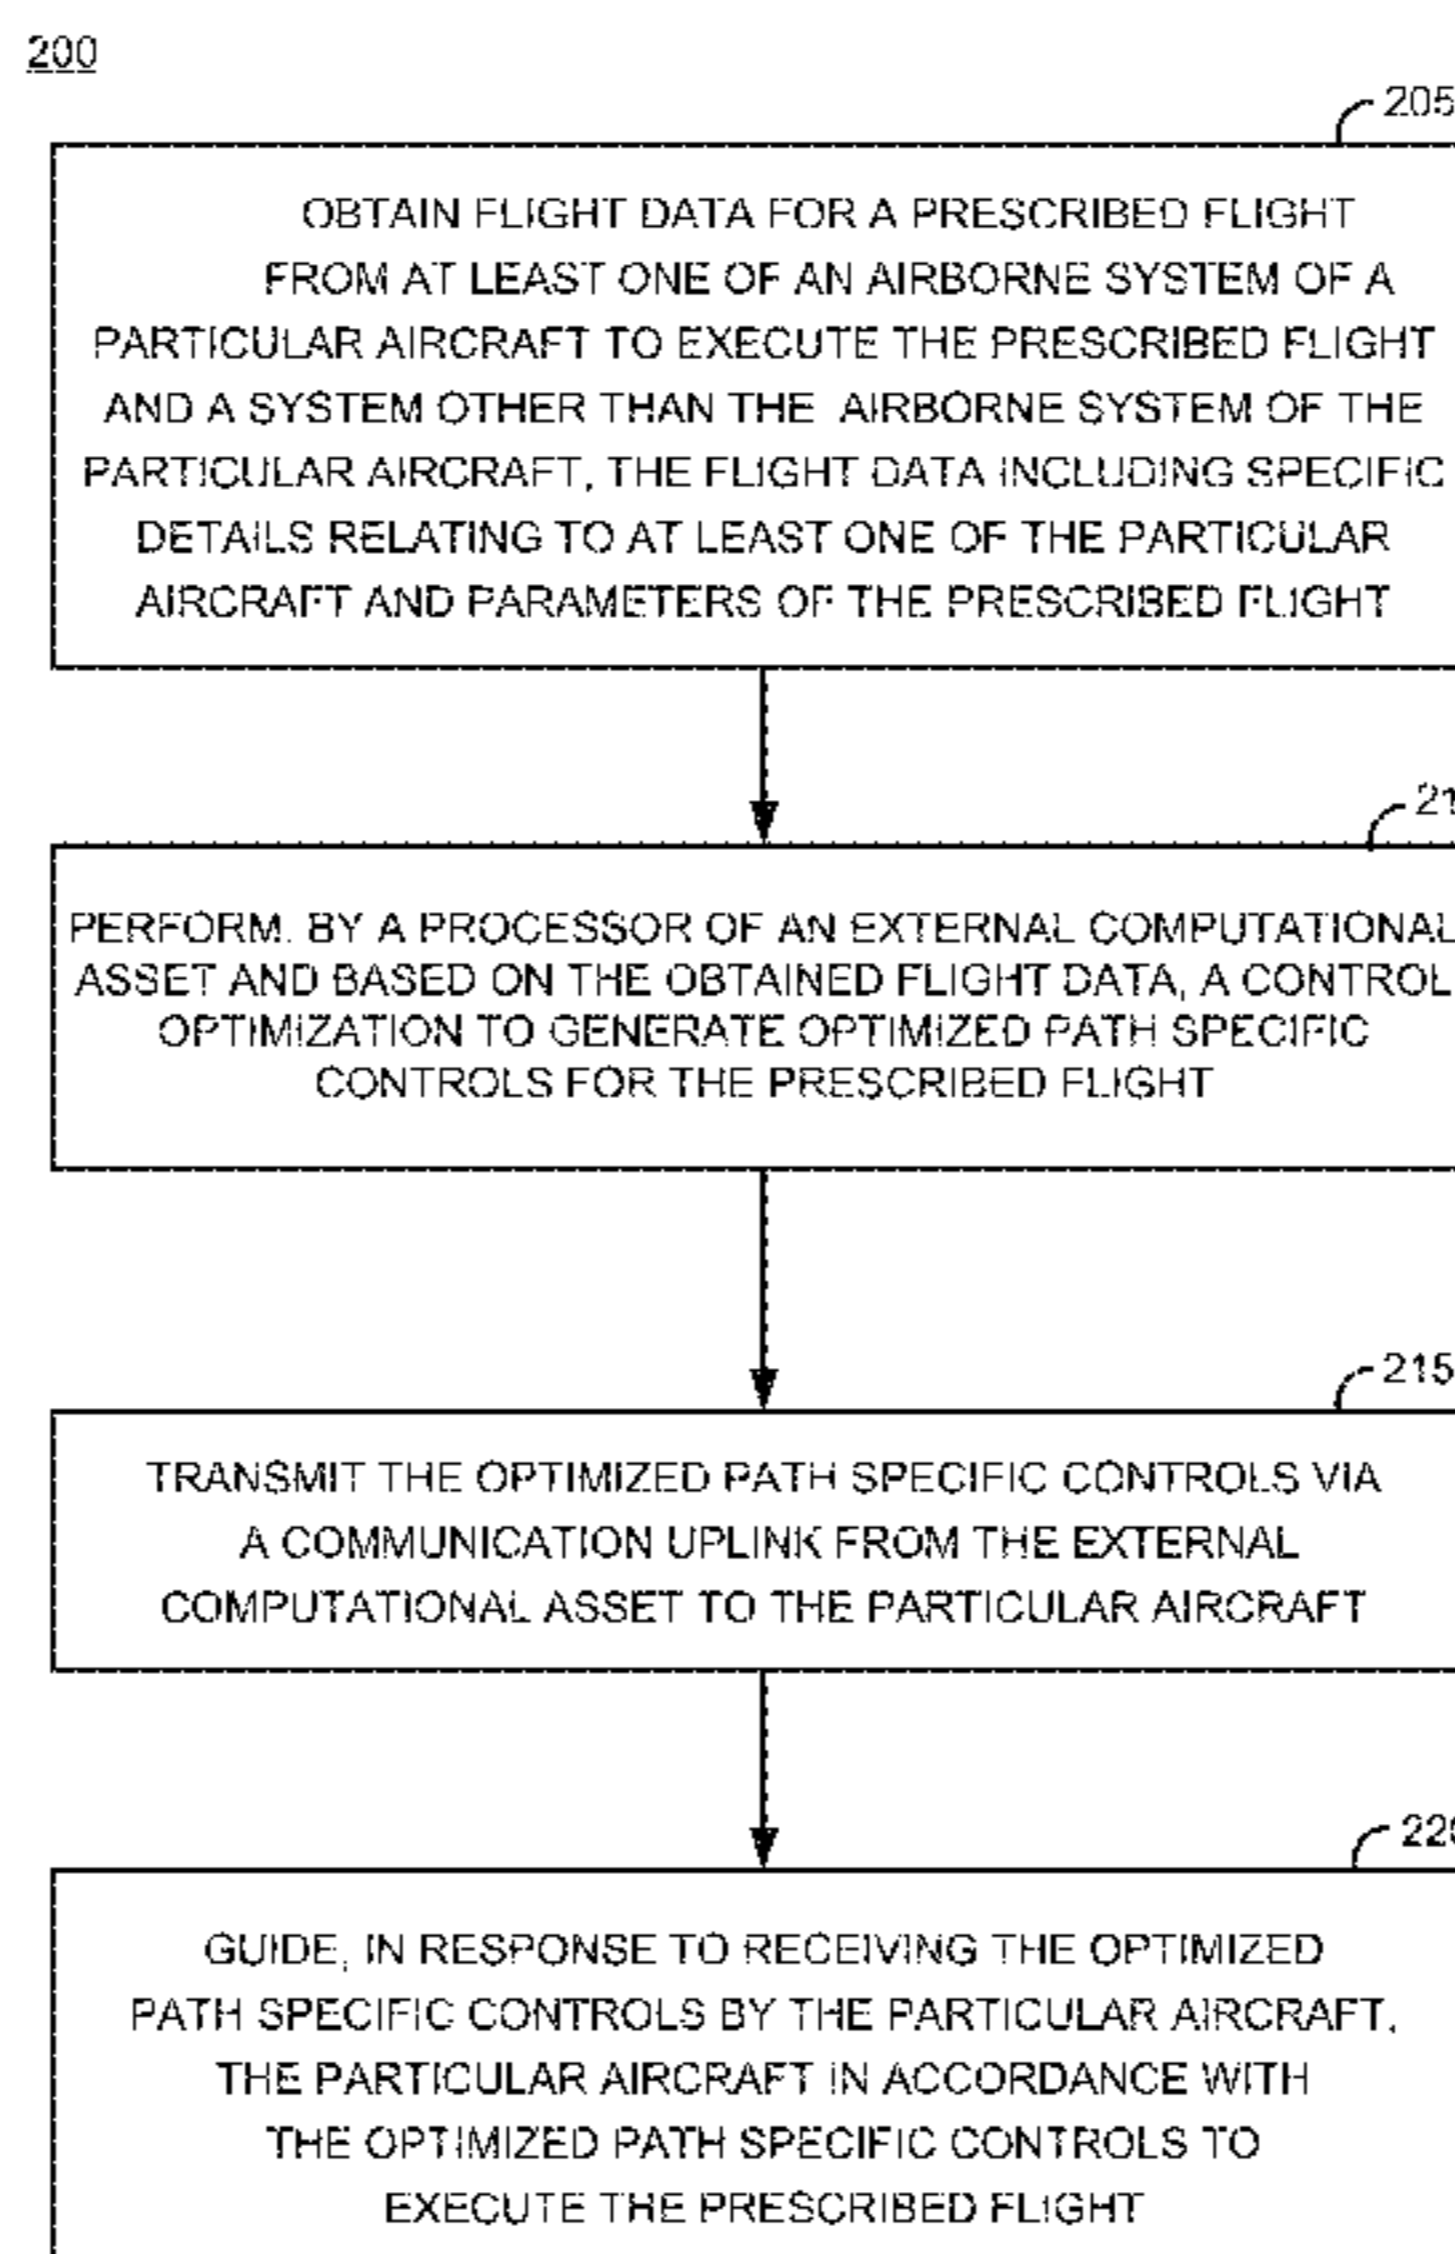 200
205
OBTAIN FLIGHT DATA FOR A PRESCRIBED FLIGHT
FROM AT LEAST ONE OF AN AIRBORNE SYSTEM OF A
PARTICULAR AIRCRAFT TO EXECUTE THE PRESCRIBED FLIGHT
AND A SYSTEM OTHER THAN THE AIRBORNE SYSTEM OF THE
PARTICULAR AIRCRAFT, THE FLIGHT DATA INCLUDING SPECIFIC
DETAILS RELATING TO AT LEAST ONE OF THE PARTICULAR
AIRCRAFT AND PARAMETERS OF THE PRESCRIBED FLIGHT
PERFORM, BY A PROCESSOR OF AN EXTERNAL COMPUTATIONAL
ASSET AND BASED ON THE OBTAINED FLIGHT DATA, A CONTROL
OPTIMIZATION TO GENERATE OPTIMIZED PATH SPECIFIC
CONTROLS FOR THE PRESCRIBED FLIGHT
215
TRANSMIT THE OPTIMIZED PATH SPECIFIC CONTROLS VIA
A COMMUNICATION UPLINK FROM THE EXTERNAL
COMPUTATIONAL ASSET TO THE PARTICULAR AIRCRAFT
220
GUIDE, IN RESPONSE TO RECEIVING THE OPTIMIZED
PATH SPECIFIC CONTROLS BY THE PARTICULAR AIRCRAFT,
THE PARTICULAR AIRCRAFT IN ACCORDANCE WITH
THE OPTIMIZED PATH SPECIFIC CONTROLS TO
EXECUTE THE PRESCRIBED FLIGHT